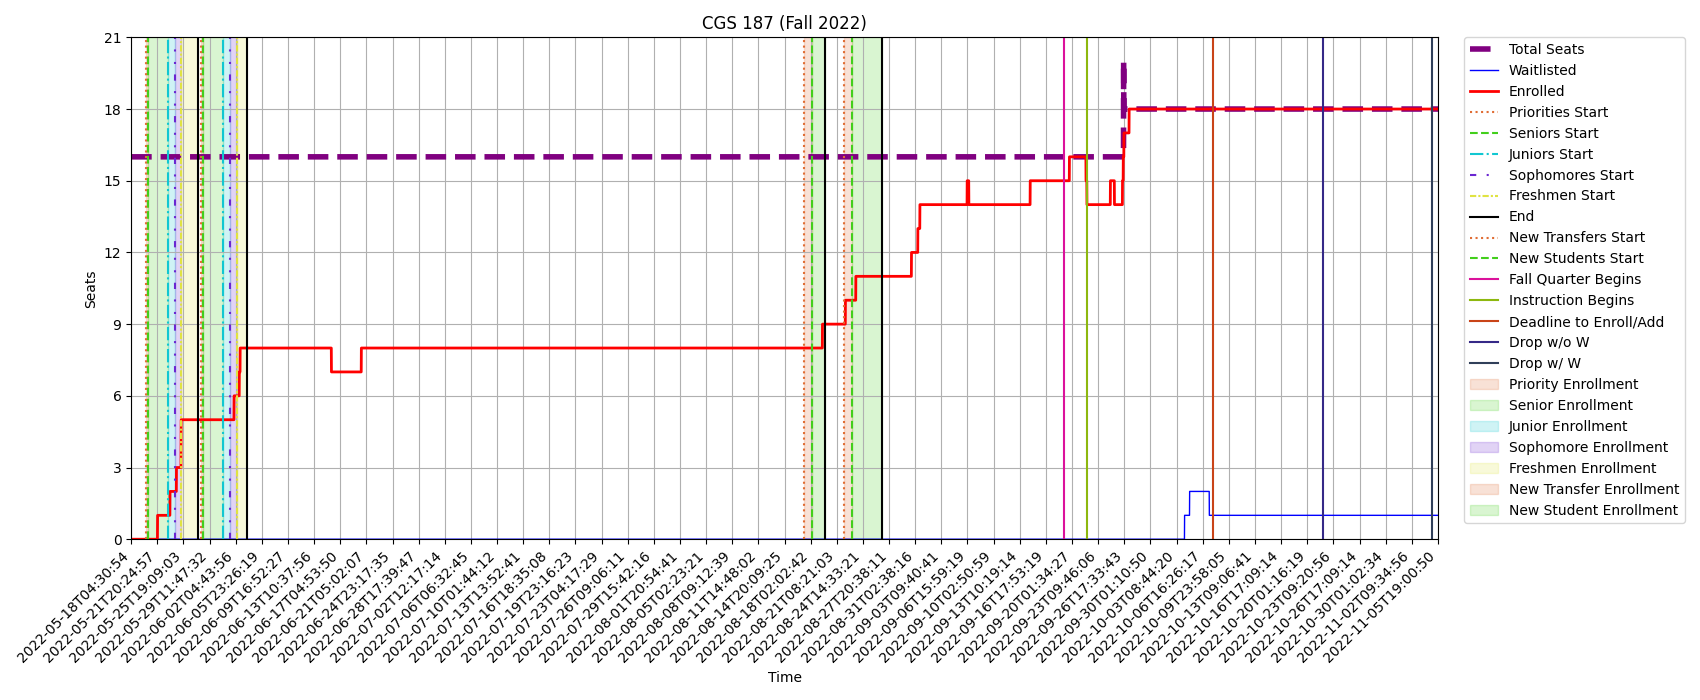 CGS 187 (Fall 2022)
21
18
15
12
9
6
3
0
Seats
2022-05-18T04:30:54
2022-05-21T20:24:57
2022-05-25T19:09:03
2022-05-29T11:47:32
2022-06-02T04:43:56
2022-06-05T23:26:19
2022-06-09T16:52:27
2022-06-13T10:37:56
2022-06-17T04:53:50
2022-06-21T05:02:07
2022-06-24T23:17:35
2022-06-28T17:39:47
2022-07-02T12:17:14
2022-07-06T06:32:45
2022-07-10T01:44:12
2022-07-13T13:52:41
2022-07-16T18:35:08
2022-07-19T23:16:23
2022-07-23T04:17:29
2022-07-26T09:06:11
2022-07-29T15:42:16
2022-08-01T20:54:41
2022-08-05T02:23:21
2022-08-08T09:12:39
2022-08-11T14:48:02
2022-08-14T20:09:25
2022-08-18T02:02:42
2022-08-21T08:21:03
2022-08-24T14:33:21
2022-08-27T20:38:11
2022-08-31T02:38:16
2022-09-03T09:40:41
2022-09-06T15:59:19
2022-09-10T02:50:59
2022-09-13T10:19:14
2022-09-16T17:53:19
2022-09-20T01:34:27
2022-09-23T09:46:06
2022-09-26T17:33:43
2022-09-30T01:10:50
2022-10-03T08:44:20
2022-10-06T16:26:17
2022-10-09T23:58:05
2022-10-13T09:06:41
2022-10-16T17:09:14
2022-10-20T01:16:19
2022-10-23T09:20:56
2022-10-26T17:09:14
2022-10-30T01:02:34
2022-11-02T09:34:56
2022-11-05T19:00:50
Time
Total Seats
Waitlisted
Enrolled
Priorities Start
Seniors Start
Juniors Start
Sophomores Start
Freshmen Start
End
New Transfers Start
New Students Start
Fall Quarter Begins
Instruction Begins
Deadline to Enroll/Add
Drop w/o W
Drop w/ W
Priority Enrollment
Senior Enrollment
Junior Enrollment
Sophomore Enrollment
Freshmen Enrollment
New Transfer Enrollment
New Student Enrollment